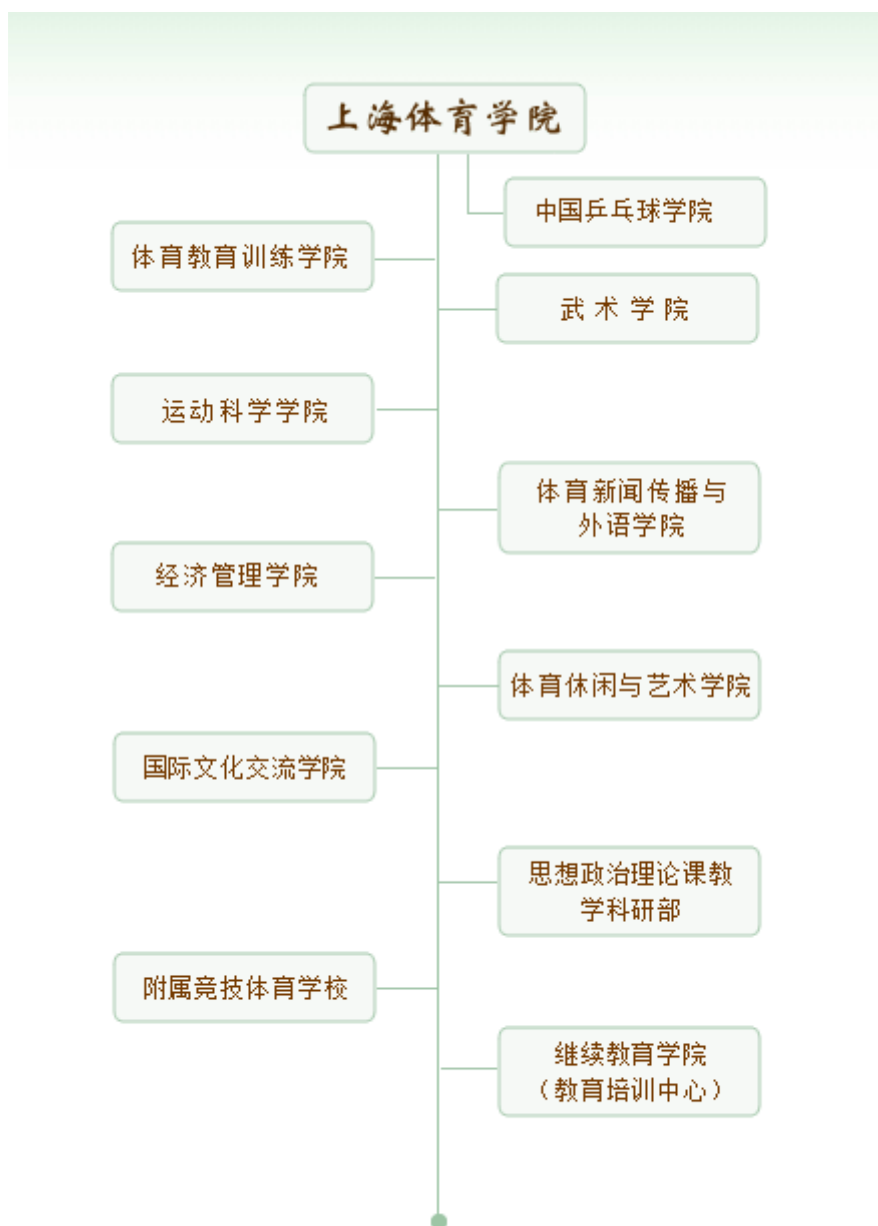 上海体育学院
中国乒乓球学院
体育教育训练学院
武术学院
运动科学学院
体育新闻传播与
外语学院
经济管理学院
体育休闲与艺术学院
国际文化交流学院
思想政治理论课教
学科研部
附属竞技体育学校
继续教育学院
（教育培训中心）